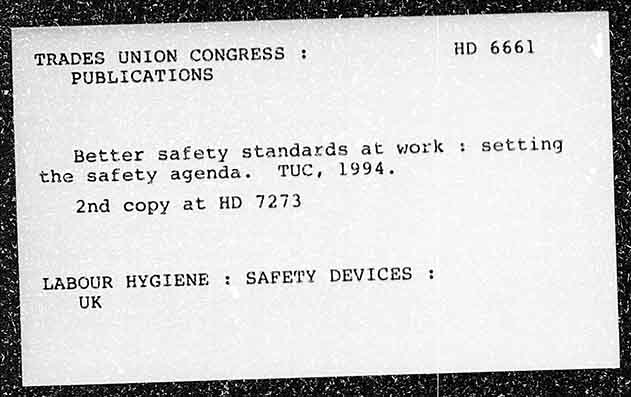 TRADES UNION CONGRESS : HD 6661
PUBLICATIONS
Better safety standards at work : setting
the safety agenda. TUC, 1994.
2nd copy at HD 7273
LABOUR HYGIENE : SAFETY DEVICES :
UK